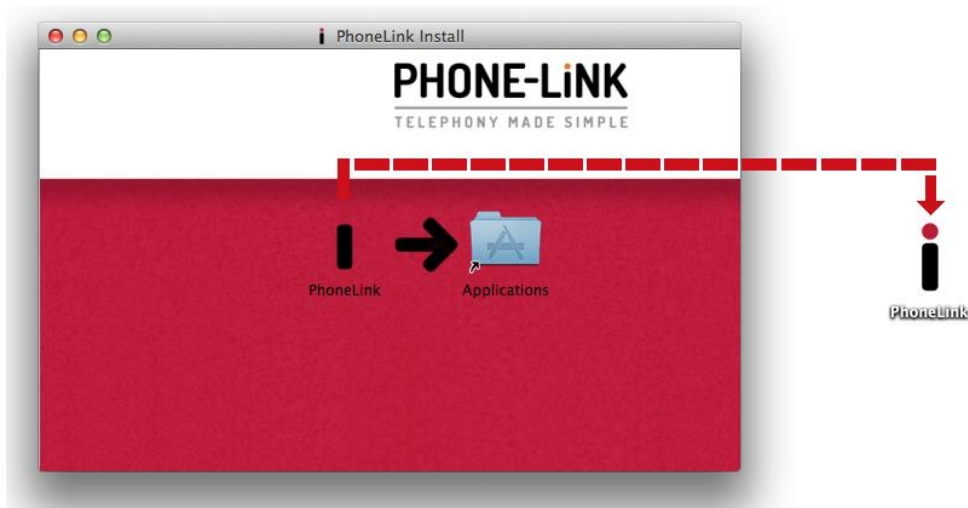 PhoneLink Install
PHONE-LiNK
TELEPHONY MADE SIMPLE
PhoneLink
Applications
PhoneLink